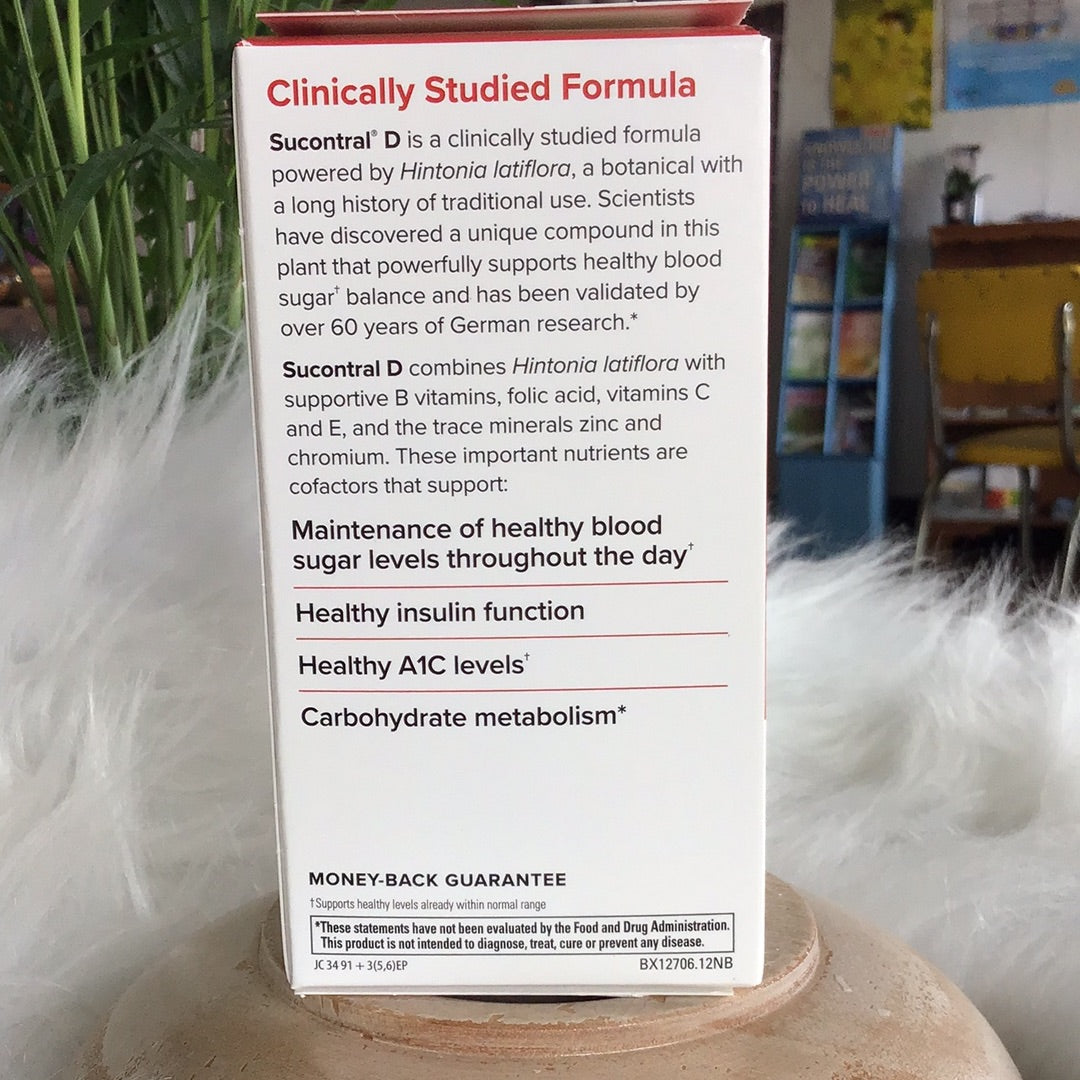 Clinically Studied Formula
Sucontral® D is a clinically studied formula
powered by Hintonia latiflora, a botanical with
a long history of traditional use. Scientists
have discovered a unique compound in this
plant that powerfully supports healthy blood
sugar† balance and has been validated by
over 60 years of German research.*
Sucontral D combines Hintonia latiflora with
supportive B vitamins, folic acid, vitamins C
and E, and the trace minerals zinc and
chromium. These important nutrients are
cofactors that support:
Maintenance of healthy blood
sugar levels throughout the day†
Healthy insulin function
Healthy A1C levels†
Carbohydrate metabolism*
MONEY-BACK GUARANTEE
†Supports healthy levels already within normal range
*These statements have not been evaluated by the Food and Drug Administration.
This product is not intended to diagnose, treat, cure or prevent any disease.
JC 34 91 + 3(5,6)EP
BX12706.12NB
POWER
TO HEAL